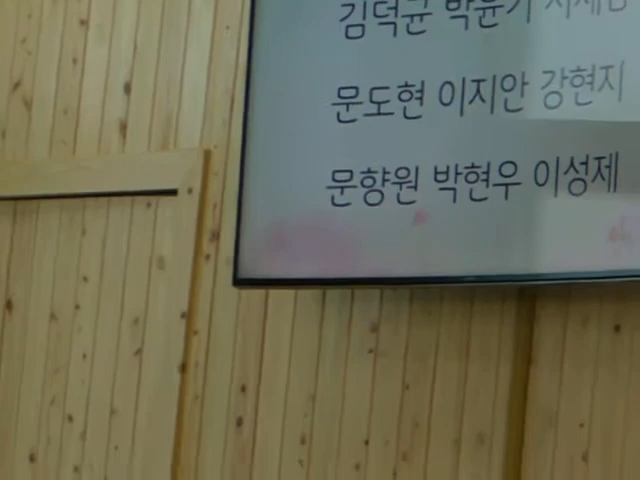 김덕균 박윤기
문도현 이지안 강현지
문향원 박현우 이성제